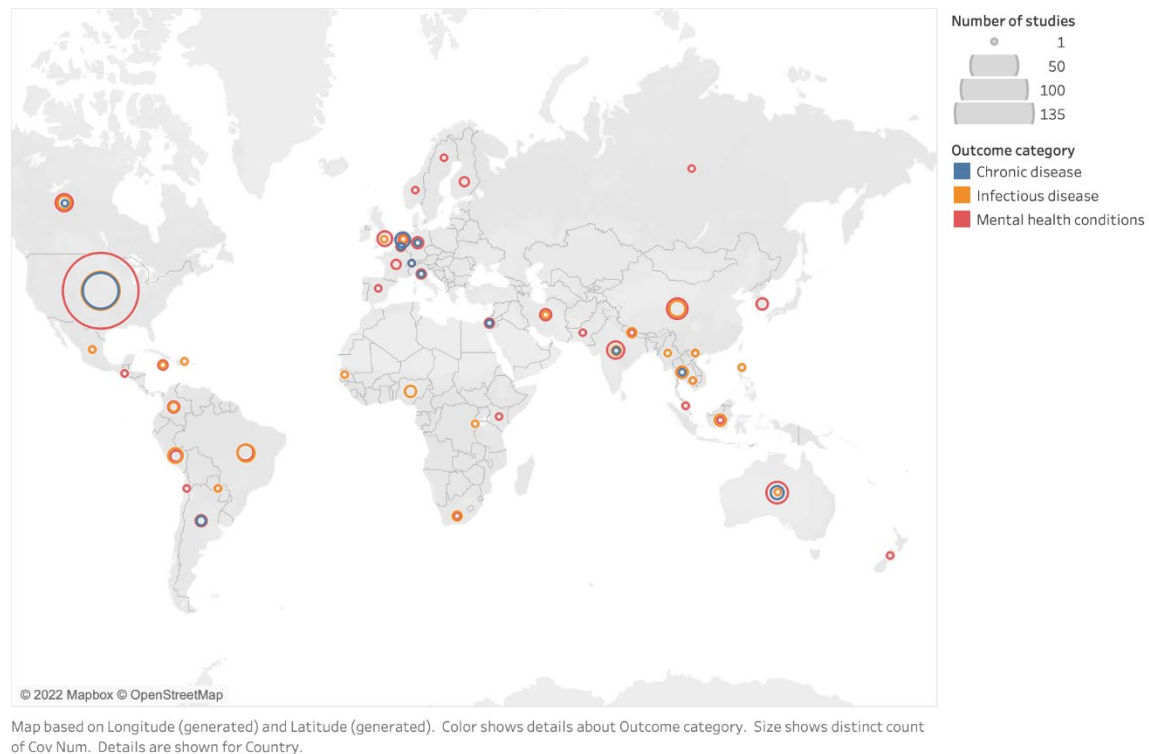 Number of studies
1
50
100
135
Outcome category
Chronic disease
Infectious disease
Mental health conditions
© 2022 Mapbox © OpenStreetMap
Map based on Longitude (generated) and Latitude (generated).  Color shows details about Outcome category.  Size shows distinct count
of Cov Num.  Details are shown for Country.